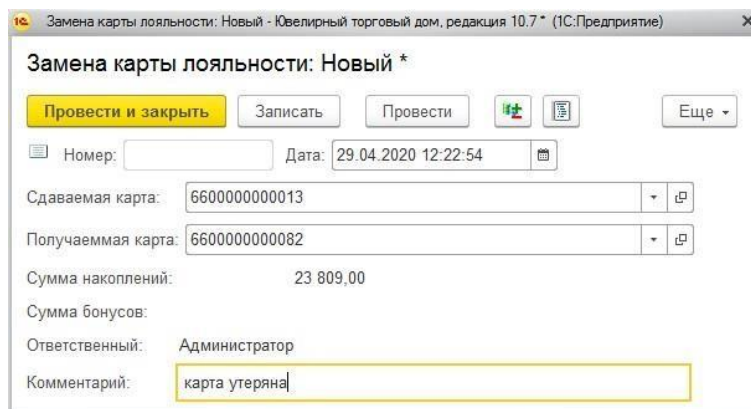 Замена карты лояльности: Новый - Ювелирный торговый дом, редакция 10.7 * (1С:Предприятие)
Замена карты лояльности: Новый *
Провести и закрыть Записать Провести Еще
Номер: Дата: 29.04.2020 12:22:54
Сдаваемая карта: 6600000000013
Получаеммая карта: 6600000000082
Сумма накоплений: 23 809,00
Сумма бонусов:
Ответственный: Администратор
Комментарий: карта утеряна